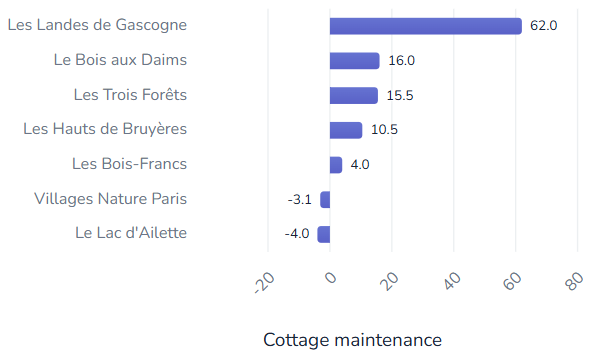 Les Landes de Gascogne 62.0
Le Bois aux Daims 16.0
Les Trois Forêts 15.5
Les Hauts de Bruyères 10.5
Les Bois-Francs 4.0
Villages Nature Paris -3.1
Le Lac d'Ailette -4.0
-20 0 20 40 60 80
Cottage maintenance